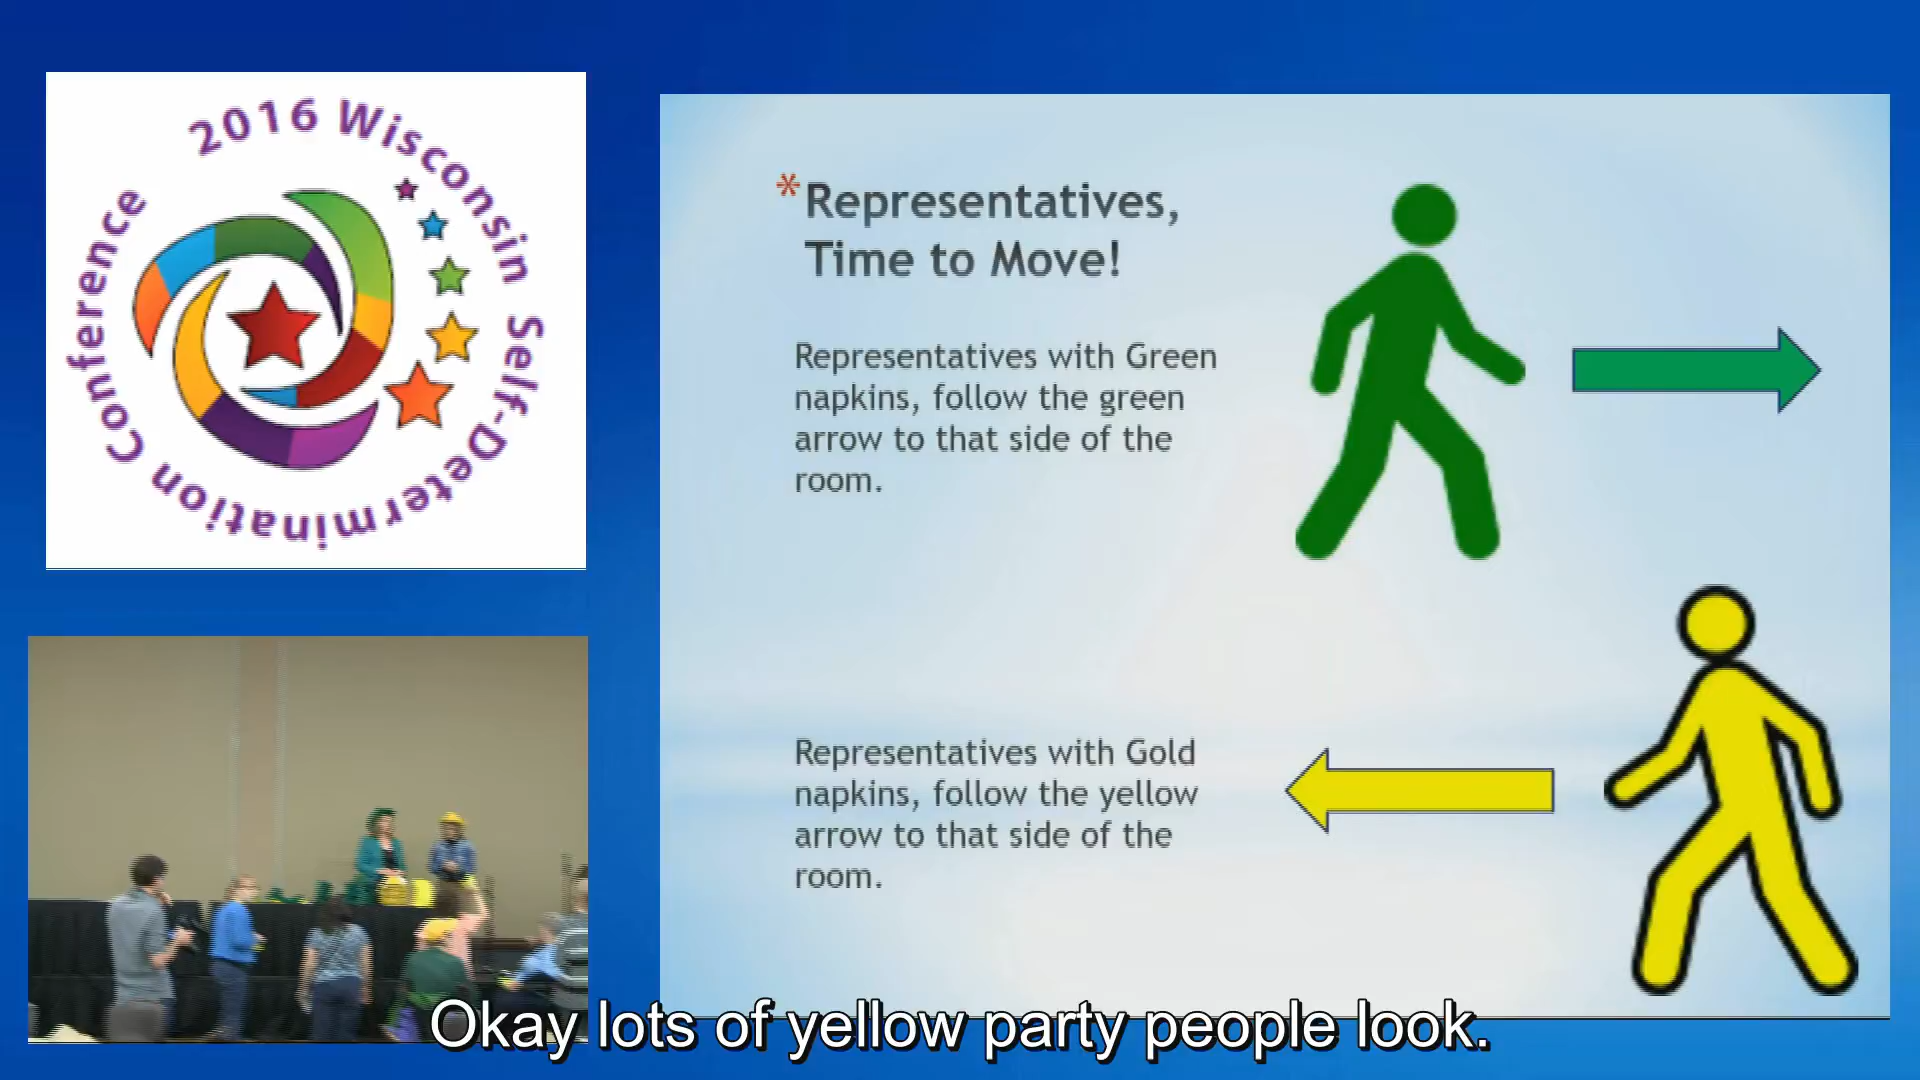 2016 Wisconsin Self-Determination Conference
*Representatives,
Time to Move!
Representatives with Green
napkins, follow the green
arrow to that side of the
room.
Representatives with Gold
napkins, follow the yellow
arrow to that side of the
room.
Okay lots of yellow party people look.